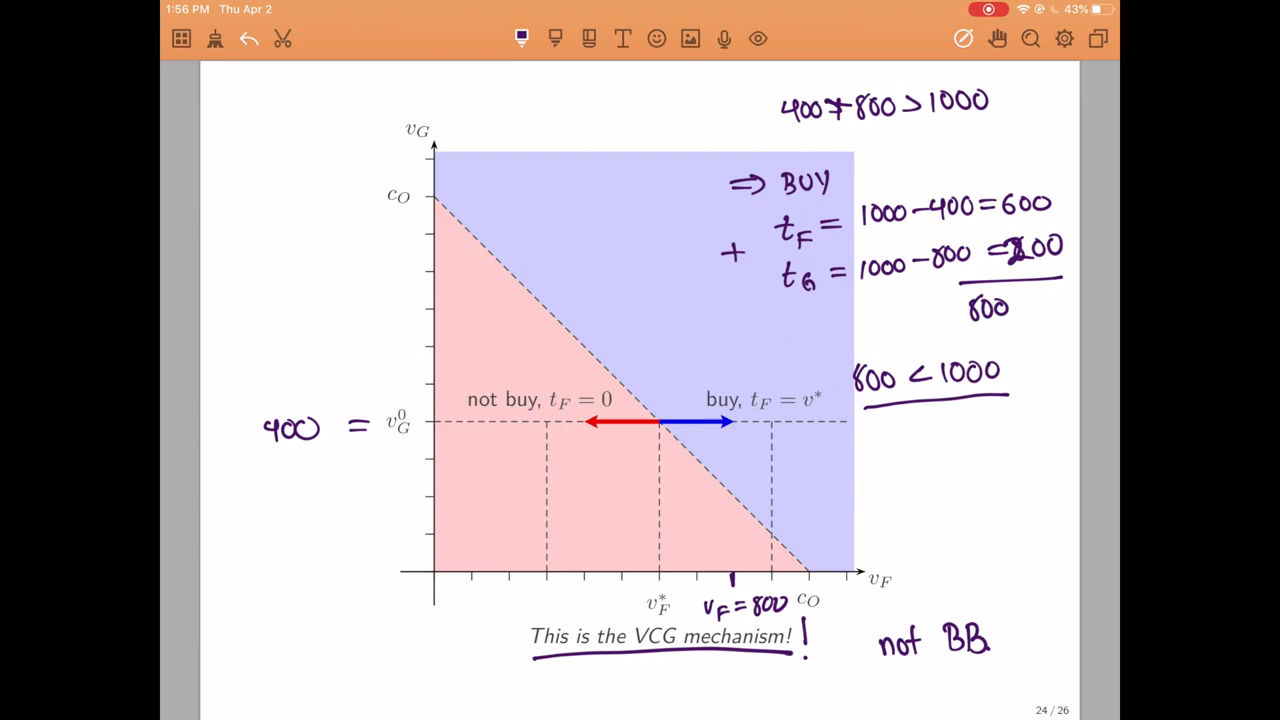 1:56 PM Thu Apr 2
43%
400+800>1000
v_G
c_O
⇒ BUY
t_F = 1000-400=600
+
t_G = 1000-800 =200
800
800 < 1000
not buy, t_F = 0
buy, t_F = v*
400 = v_G^0
v_F
v_F^*
v_F=800
c_O
This is the VCG mechanism! !
not BB.
24 / 26